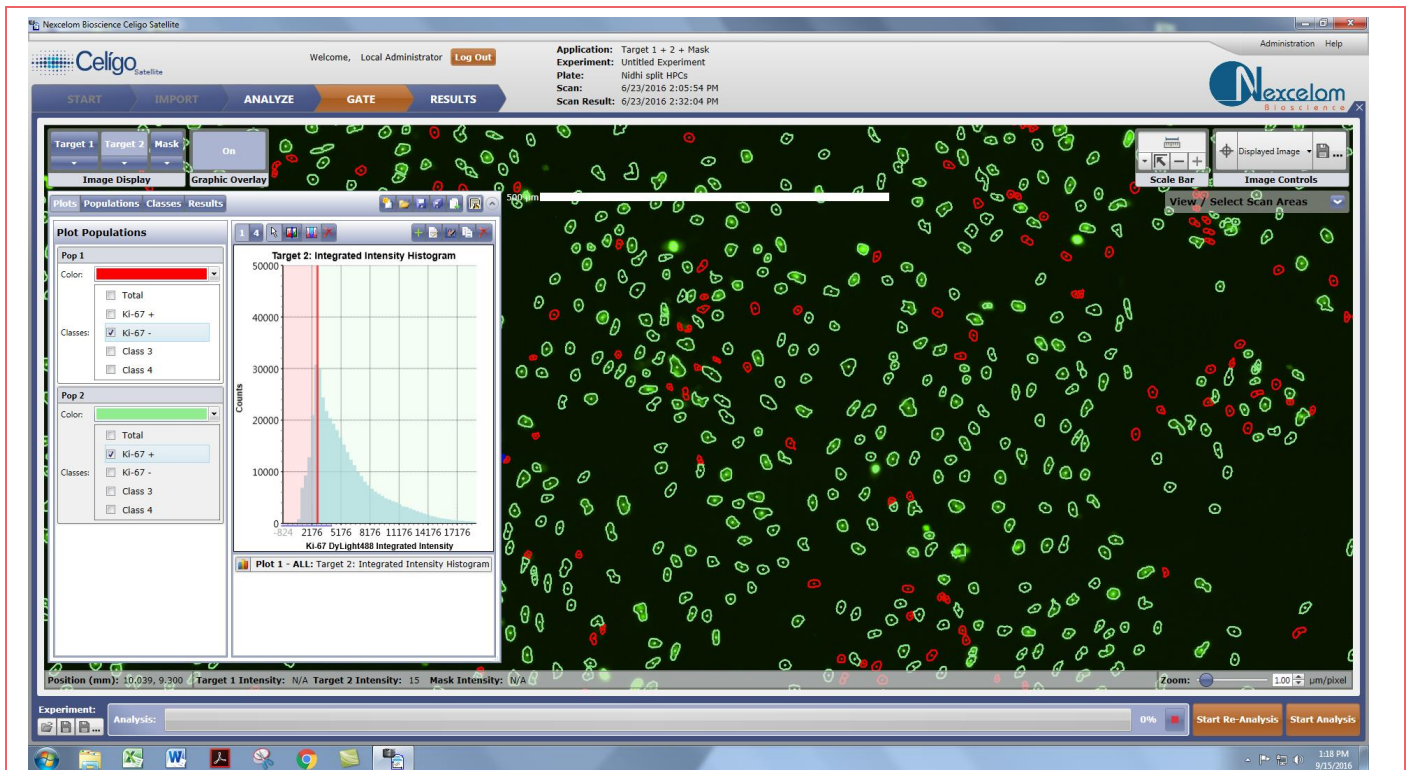 Nexcelom Bioscience Celigo Satellite
Celígo Satellite
Welcome, Local Administrator Log Out
Application: Target 1 + 2 + Mask
Experiment: Untitled Experiment
Plate: Nidhi split HPCs
Scan: 6/23/2016 2:05:54 PM
Scan Result: 6/23/2016 2:32:04 PM
Administration Help
Nexcelom
Bioscience
START IMPORT ANALYZE GATE RESULTS
Target 1 Target 2 Mask On
Image Display Graphic Overlay
Displayed Image ...
Scale Bar Image Controls
View / Select Scan Areas
500 µm
Plots Populations Classes Results
Plot Populations
Pop 1
Color:
Total
Ki-67 +
Classes: Ki-67 -
Class 3
Class 4
Pop 2
Color:
Total
Ki-67 +
Classes: Ki-67 -
Class 3
Class 4
1 4
Target 2: Integrated Intensity Histogram
50000
40000
30000
20000
10000
0
Counts
-824 2176 5176 8176 11176 14176 17176
Ki-67 DyLight488 Integrated Intensity
Plot 1 - ALL: Target 2: Integrated Intensity Histogram
Position (mm): 10.039, 9.300 Target 1 Intensity: N/A Target 2 Intensity: 15 Mask Intensity: N/A
Zoom: 1.00 µm/pixel
Experiment:
... Analysis: 0% Start Re-Analysis Start Analysis
1:18 PM
9/15/2016